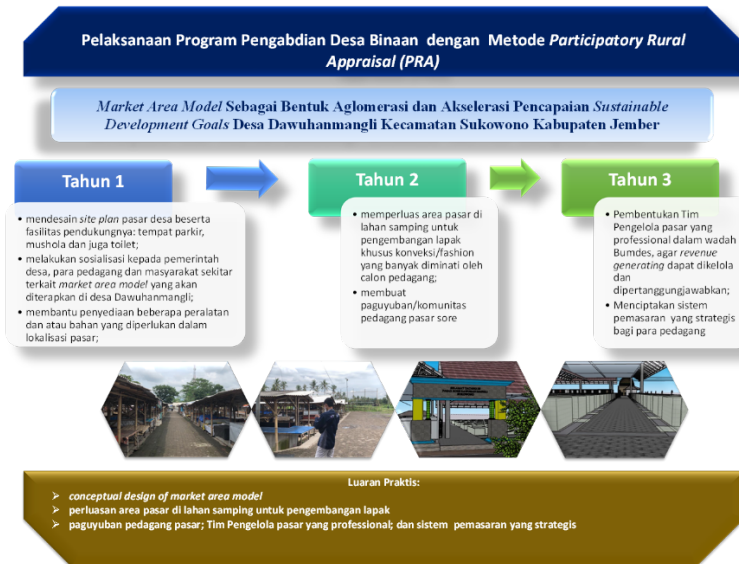 Pelaksanaan Program Pengabdian Desa Binaan dengan Metode Participatory Rural
Appraisal (PRA)
Market Area Model Sebagai Bentuk Aglomerasi dan Akselerasi Pencapaian Sustainable
Development Goals Desa Dawuhanmangli Kecamatan Sukowono Kabupaten Jember
Tahun 1
• mendesain site plan pasar desa beserta
fasilitas pendukungnya: tempat parkir,
mushola dan juga toilet;
• melakukan sosialisasi kepada pemerintah
desa, para pedagang dan masyarakat sekitar
terkait market area model yang akan
diterapkan di desa Dawuhanmangli;
• membantu penyediaan beberapa peralatan
dan atau bahan yang diperlukan dalam
lokalisasi pasar;
Tahun 2
• memperluas area pasar di
lahan samping untuk
pengembangan lapak
khusus konveksi/fashion
yang banyak diminati oleh
calon pedagang;
• membuat
paguyuban/komunitas
pedagang pasar sore
Tahun 3
• Pembentukan Tim
Pengelola pasar yang
professional dalam wadah
Bumdes, agar revenue
generating dapat dikelola
dan
dipertanggungjawabkan;
• Menciptakan sistem
pemasaran yang strategis
bagi para pedagang
Luaran Praktis:
➢ conceptual design of market area model
➢ perluasan area pasar di lahan samping untuk pengembangan lapak
➢ paguyuban pedagang pasar; Tim Pengelola pasar yang professional; dan sistem pemasaran yang strategis